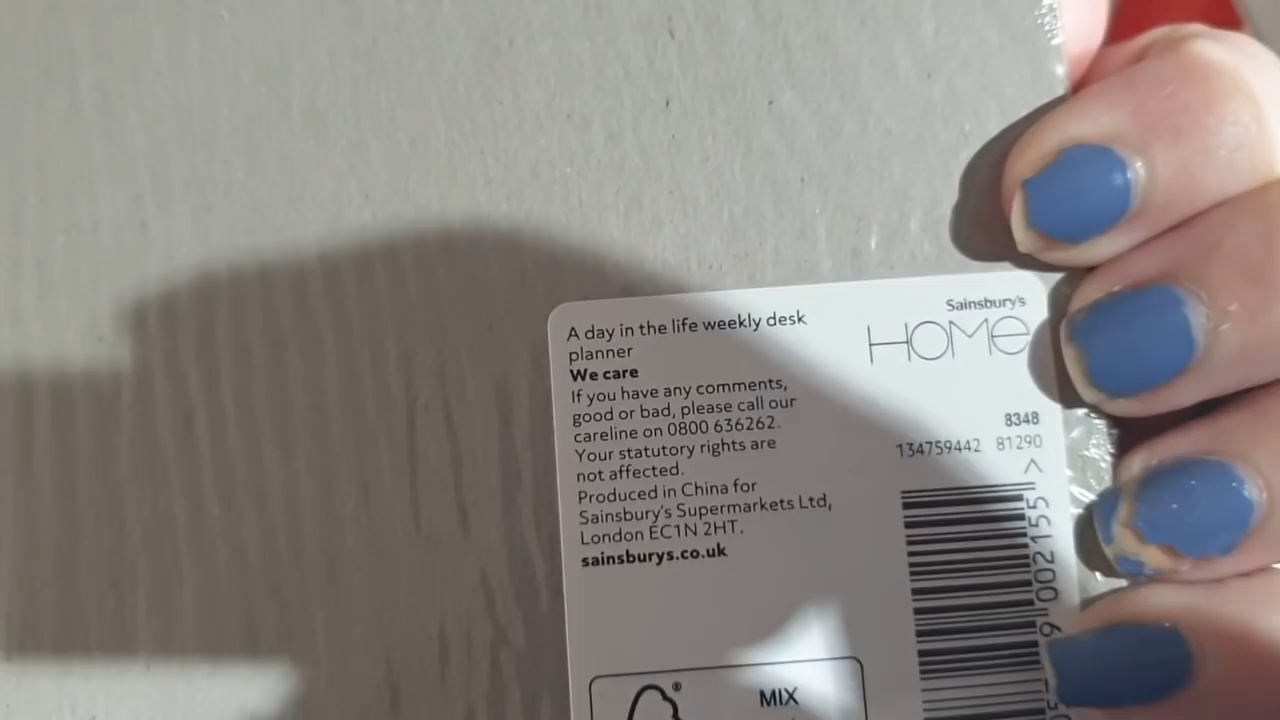 A day in the life weekly desk
planner
We care
If you have any comments,
good or bad, please call our
careline on 0800 636262.
Your statutory rights are
not affected.
Produced in China for
Sainsbury's Supermarkets Ltd,
London EC1N 2HT.
sainsburys.co.uk
Sainsbury's
HOME
8348
134759442 81290
9 002155 >
®
MIX